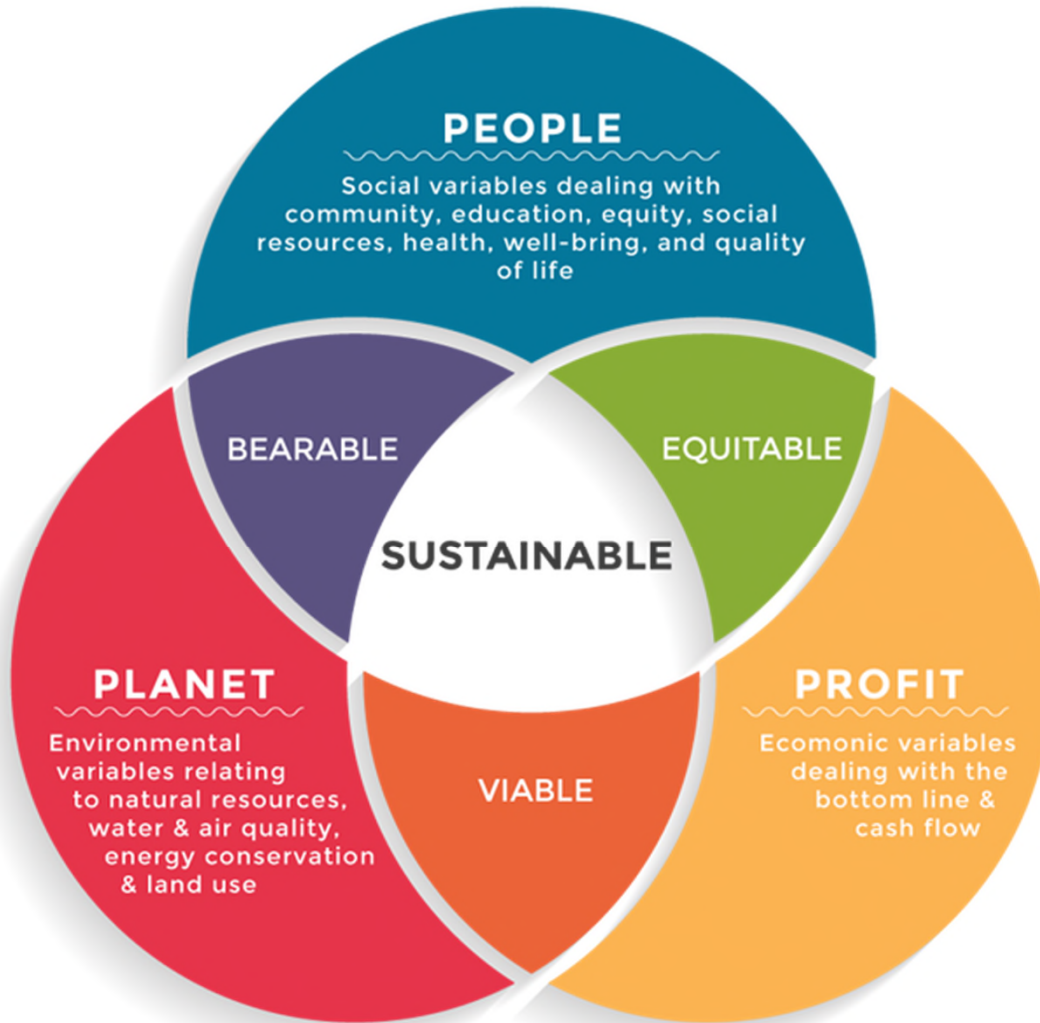 PEOPLE
Social variables dealing with
community, education, equity, social
resources, health, well-bring, and quality
of life
BEARABLE
EQUITABLE
SUSTAINABLE
PLANET
Environmental
variables relating
to natural resources,
water & air quality,
energy conservation
& land use
VIABLE
PROFIT
Ecomonic variables
dealing with the
bottom line &
cash flow